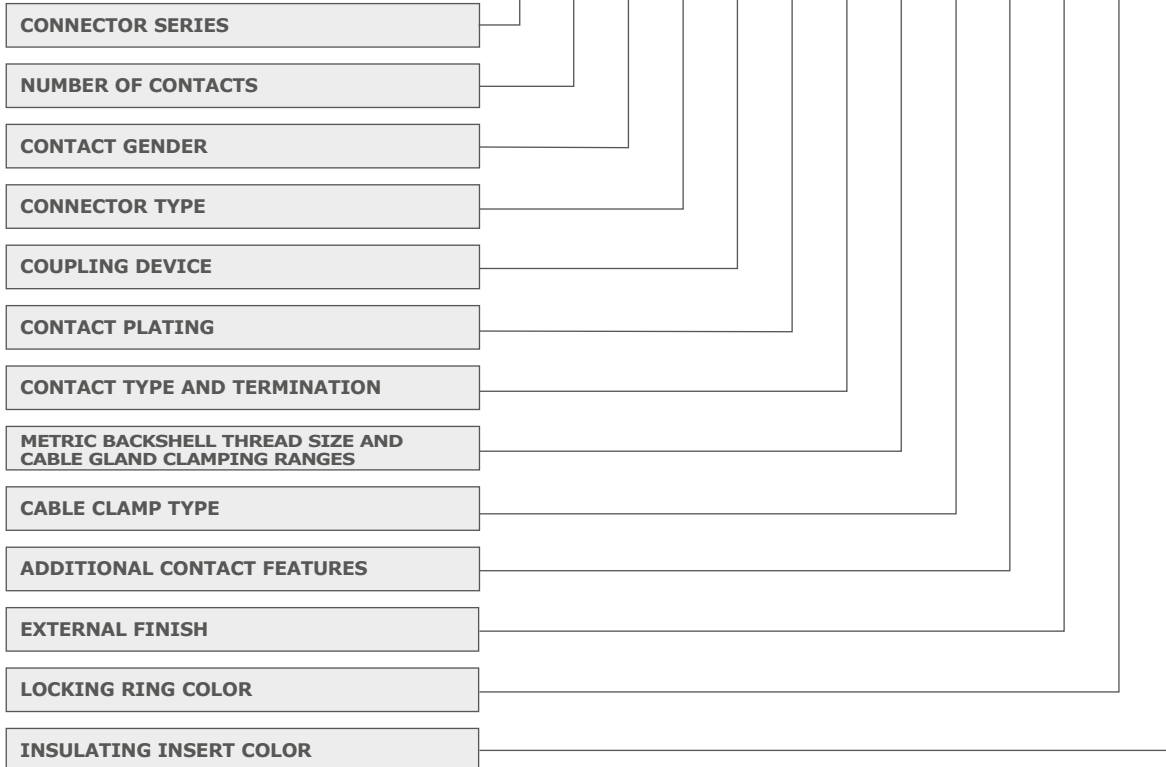 CONNECTOR SERIES
NUMBER OF CONTACTS
CONTACT GENDER
CONNECTOR TYPE
COUPLING DEVICE
CONTACT PLATING
CONTACT TYPE AND TERMINATION
METRIC BACKSHELL THREAD SIZE AND
CABLE GLAND CLAMPING RANGES
CABLE CLAMP TYPE
ADDITIONAL CONTACT FEATURES
EXTERNAL FINISH
LOCKING RING COLOR
INSULATING INSERT COLOR